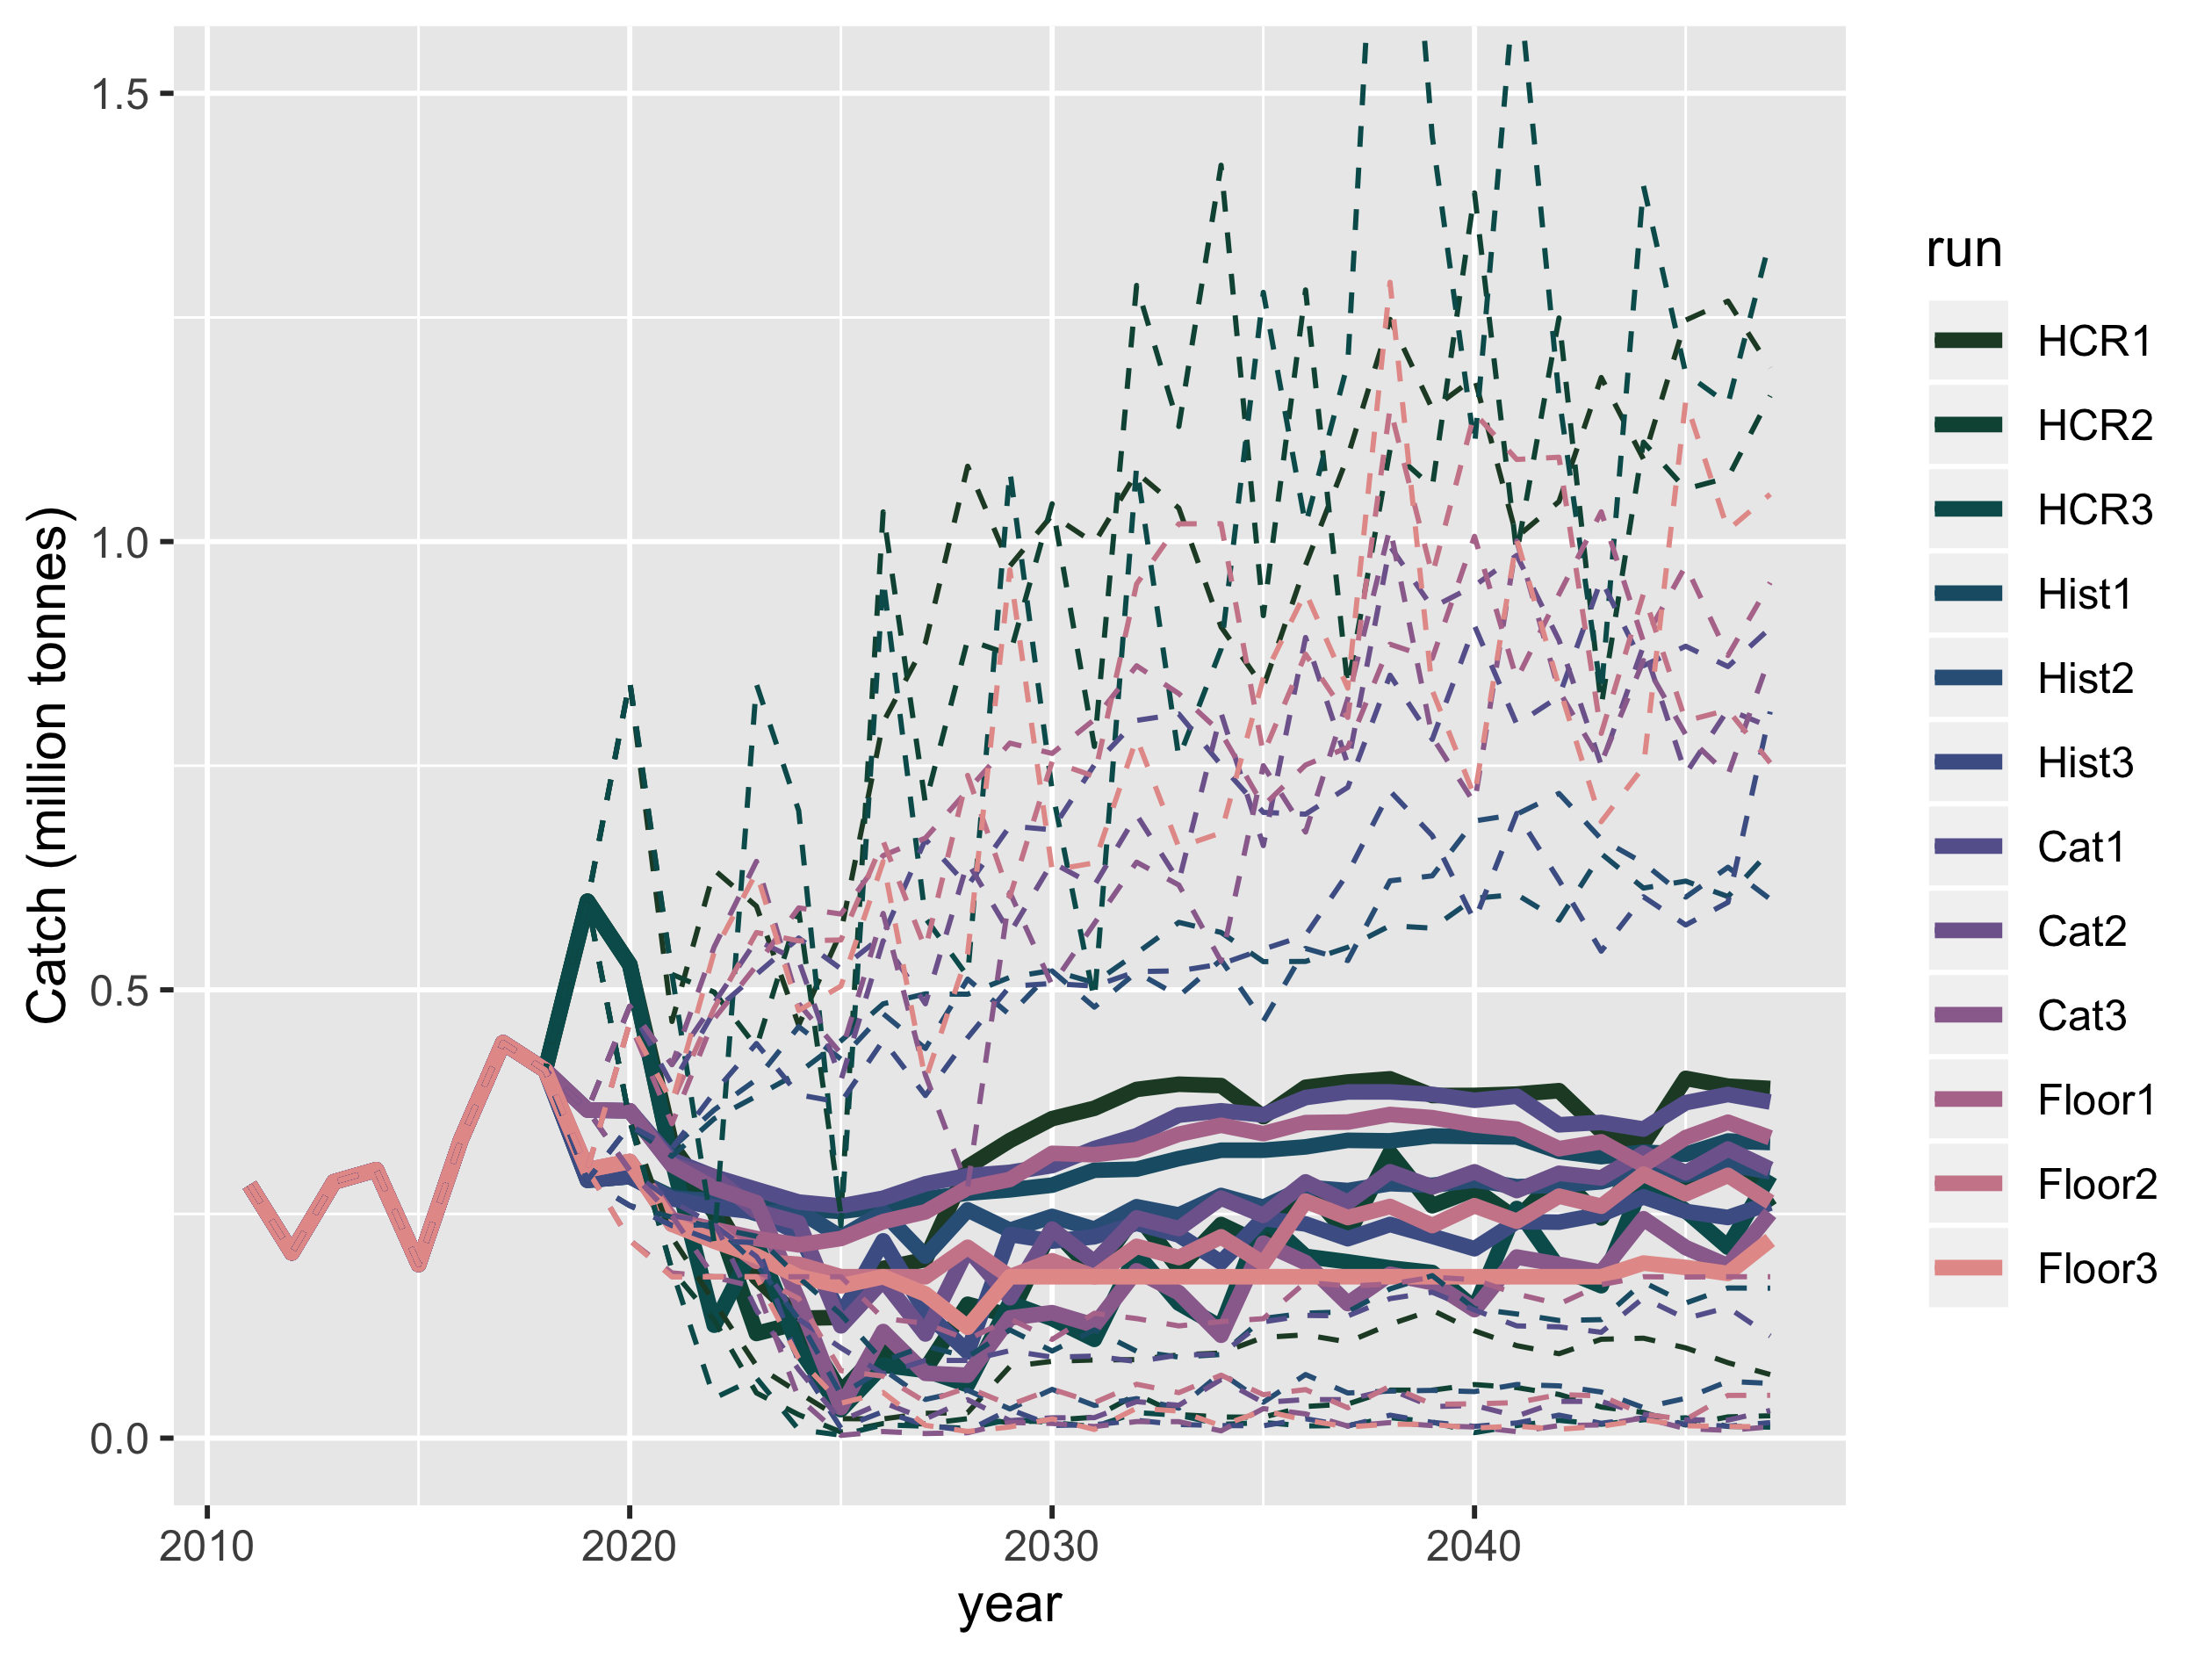 Catch (million tonnes)
1.5
1.0
0.5
0.0
2010 2020 2030 2040
year
run
HCR1
HCR2
HCR3
Hist1
Hist2
Hist3
Cat1
Cat2
Cat3
Floor1
Floor2
Floor3